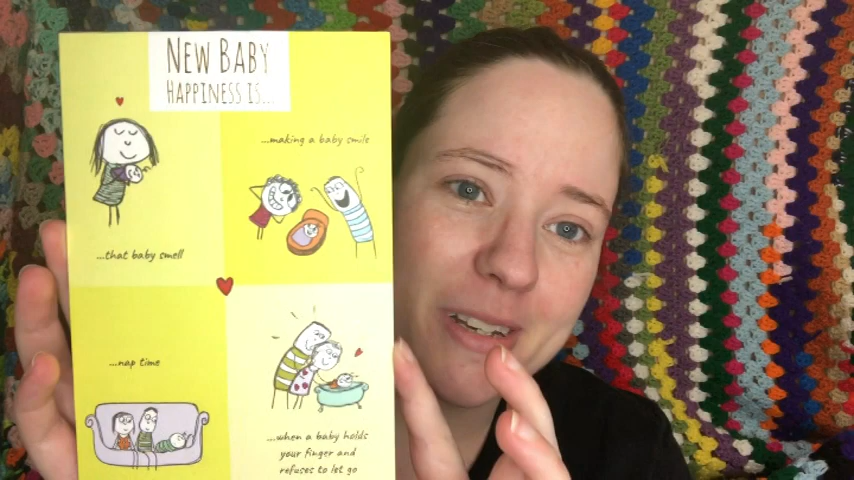 NEW BABY
HAPPINESS IS...
...making a baby smile
...that baby smell
...nap time
...when a baby holds
your finger and
refuses to let go